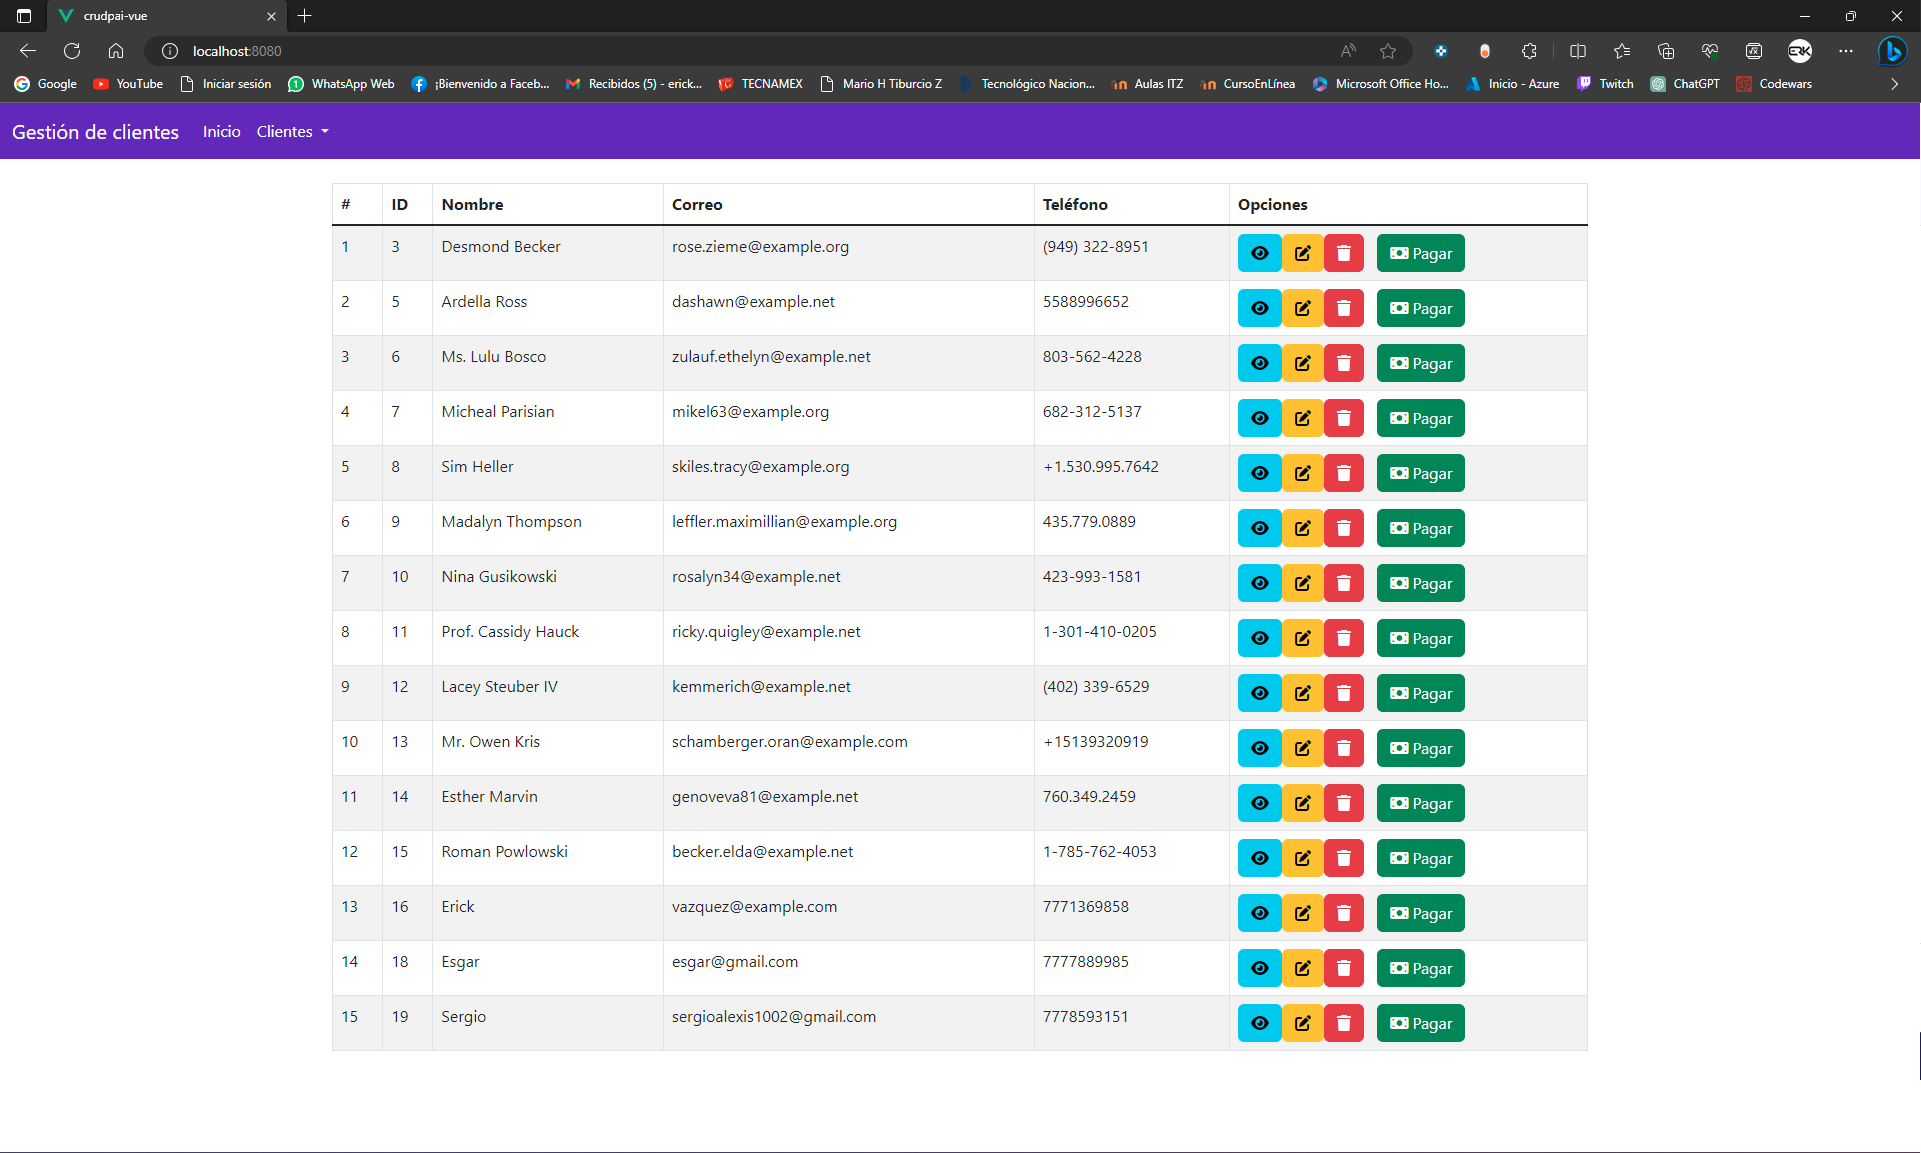 crudpai-vue
localhost:8080
Google YouTube Iniciar sesión WhatsApp Web ¡Bienvenido a Faceb... Recibidos (5) - erick... TECNAMEX Mario H Tiburcio Z Tecnológico Nacion... Aulas ITZ CursoEnLínea Microsoft Office Ho... Inicio - Azure Twitch ChatGPT Codewars
Gestión de clientes Inicio Clientes
# ID Nombre Correo Teléfono Opciones
1 3 Desmond Becker rose.zieme@example.org (949) 322-8951 Pagar
2 5 Ardella Ross dashawn@example.net 5588996652 Pagar
3 6 Ms. Lulu Bosco zulauf.ethelyn@example.net 803-562-4228 Pagar
4 7 Micheal Parisian mikel63@example.org 682-312-5137 Pagar
5 8 Sim Heller skiles.tracy@example.org +1.530.995.7642 Pagar
6 9 Madalyn Thompson leffler.maximillian@example.org 435.779.0889 Pagar
7 10 Nina Gusikowski rosalyn34@example.net 423-993-1581 Pagar
8 11 Prof. Cassidy Hauck ricky.quigley@example.net 1-301-410-0205 Pagar
9 12 Lacey Steuber IV kemmerich@example.net (402) 339-6529 Pagar
10 13 Mr. Owen Kris schamberger.oran@example.com +15139320919 Pagar
11 14 Esther Marvin genoveva81@example.net 760.349.2459 Pagar
12 15 Roman Powlowski becker.elda@example.net 1-785-762-4053 Pagar
13 16 Erick vazquez@example.com 7771369858 Pagar
14 18 Esgar esgar@gmail.com 7777889985 Pagar
15 19 Sergio sergioalexis1002@gmail.com 7778593151 Pagar